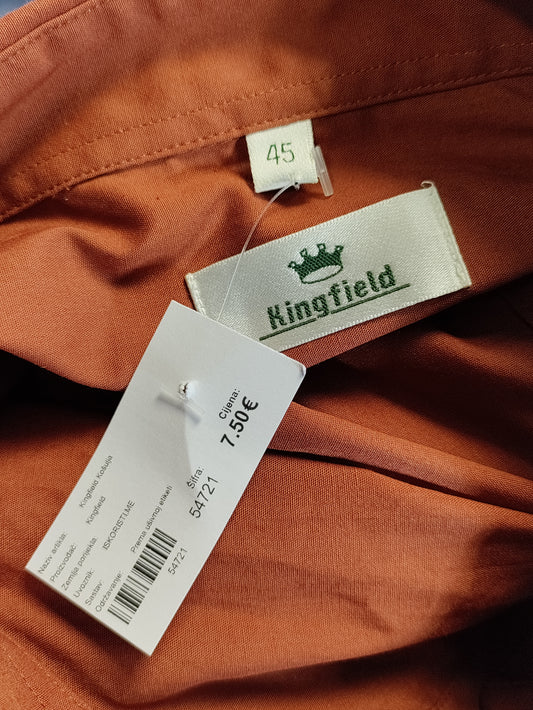 45
Kingfield
Naziv artikla: Kingfield Košulja
Proizvođač: Kingfield
Zemlja porijekla:
Uvoznik: ISKORISTI.ME
Sastav:
Održavanje: Prema ušivnoj etiketi
54721
Cijena:
7.50€
Šifra:
54721